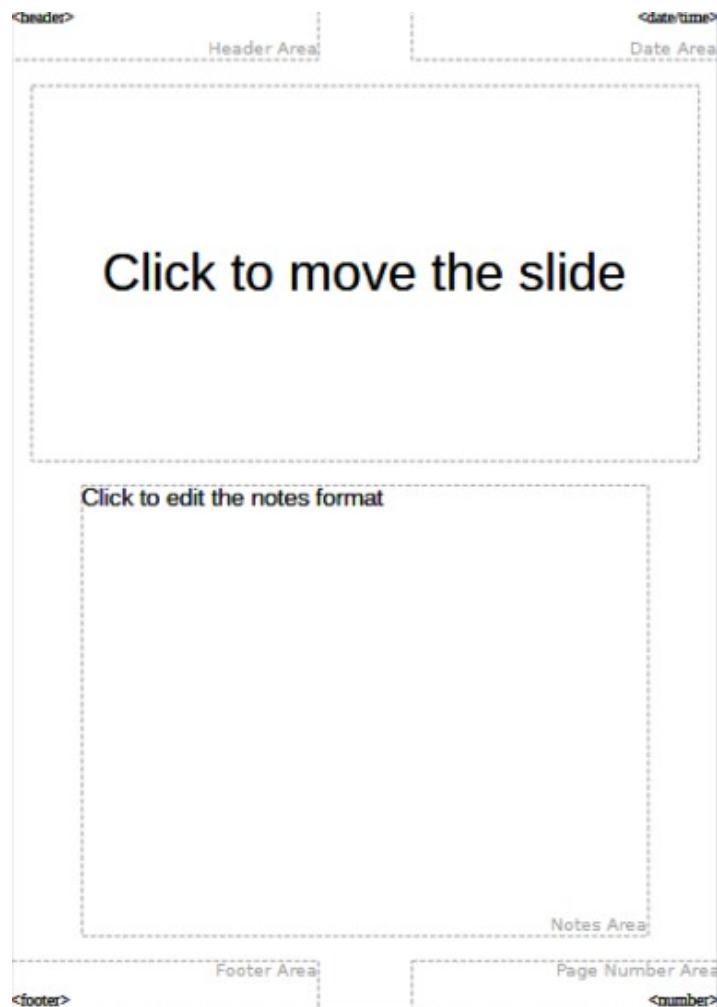 <header>
<date/time>
Header Area
Date Area
Click to move the slide
Click to edit the notes format
Notes Area
Footer Area
Page Number Area
<footer>
<number>